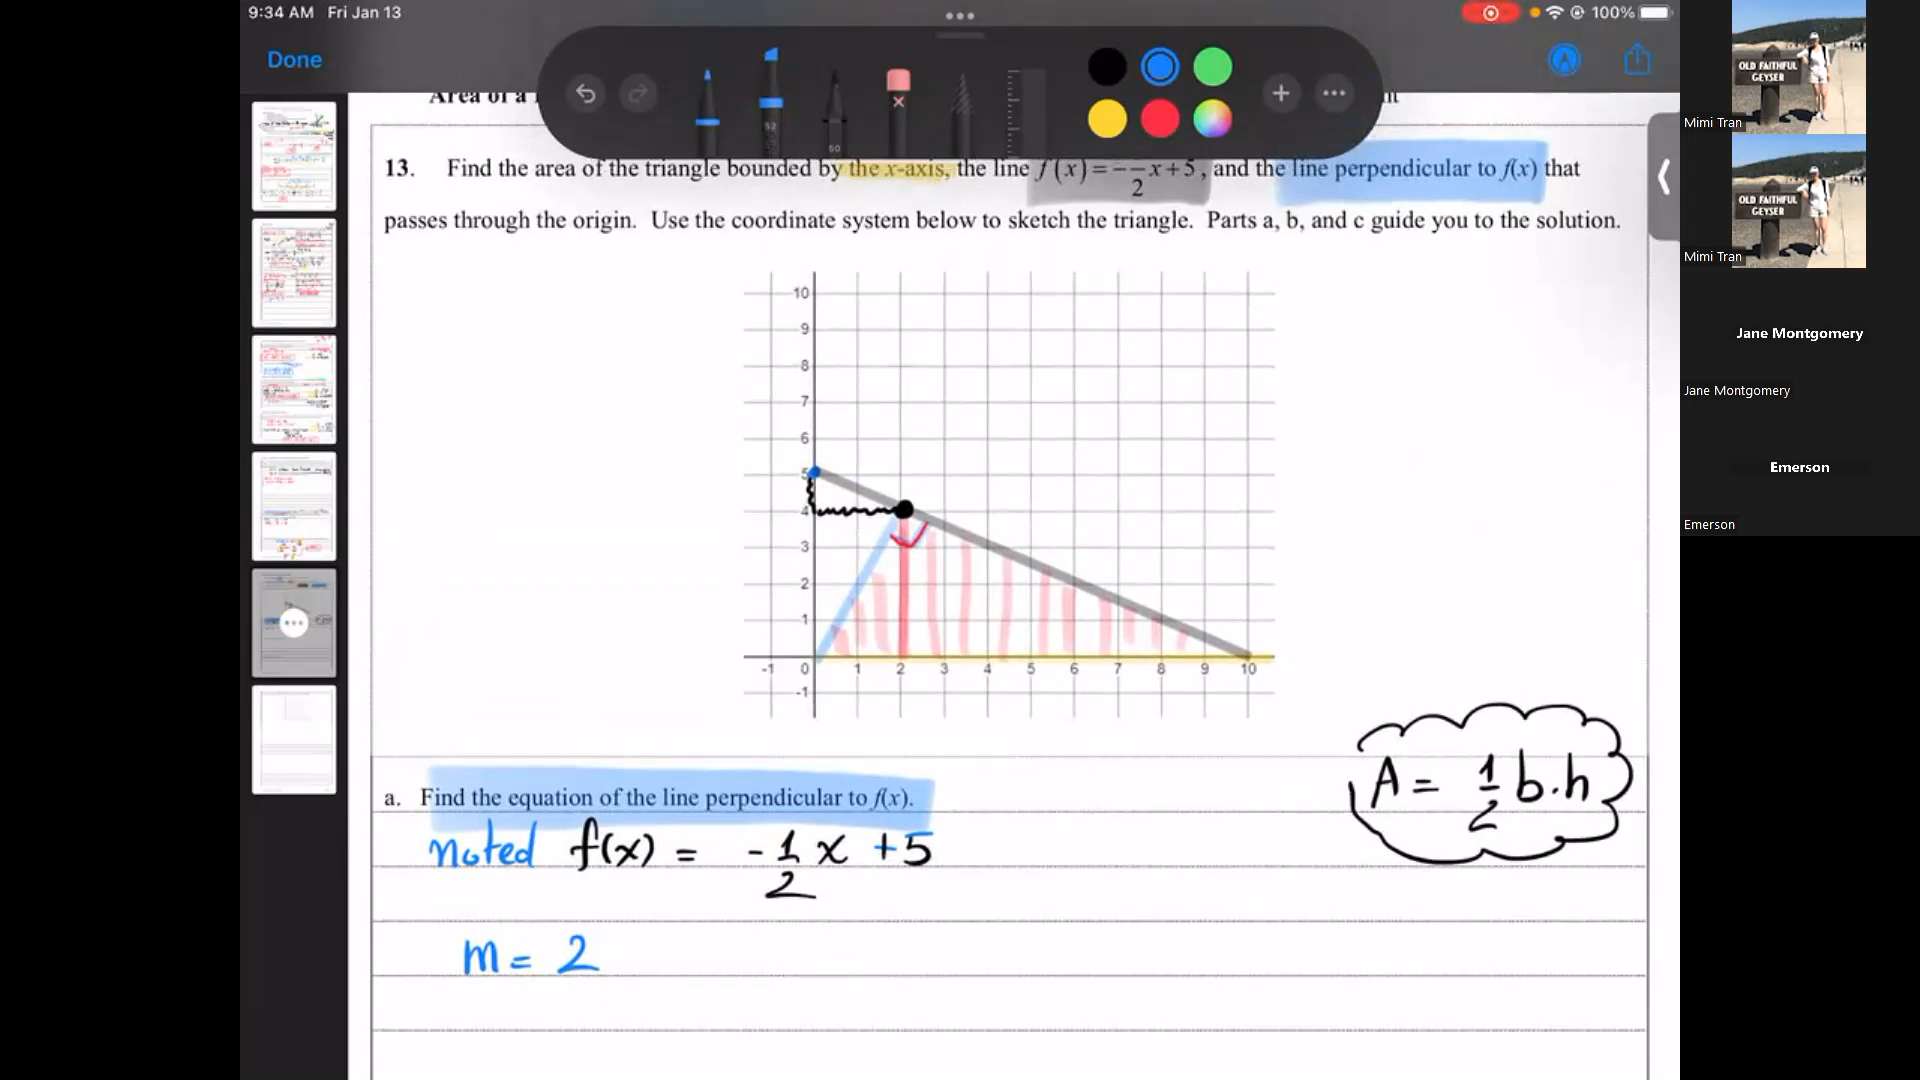 9:34 AM Fri Jan 13
100%
Done
52
60
Area of a
13. Find the area of the triangle bounded by the x-axis, the line f(x) = -—x+5, and the line perpendicular to f(x) that
2
passes through the origin. Use the coordinate system below to sketch the triangle. Parts a, b, and c guide you to the solution.
10
9
8
7
6
5
4
3
2
1
-1 0 1 2 3 4 5 6 7 8 9 10
-1
A = 1/2 b.h
a. Find the equation of the line perpendicular to f(x).
noted f(x) = -1/2 x +5
m = 2
OLD FAITHFUL
GEYSER
Mimi Tran
OLD FAITHFUL
GEYSER
Mimi Tran
Jane Montgomery
Jane Montgomery
Emerson
Emerson